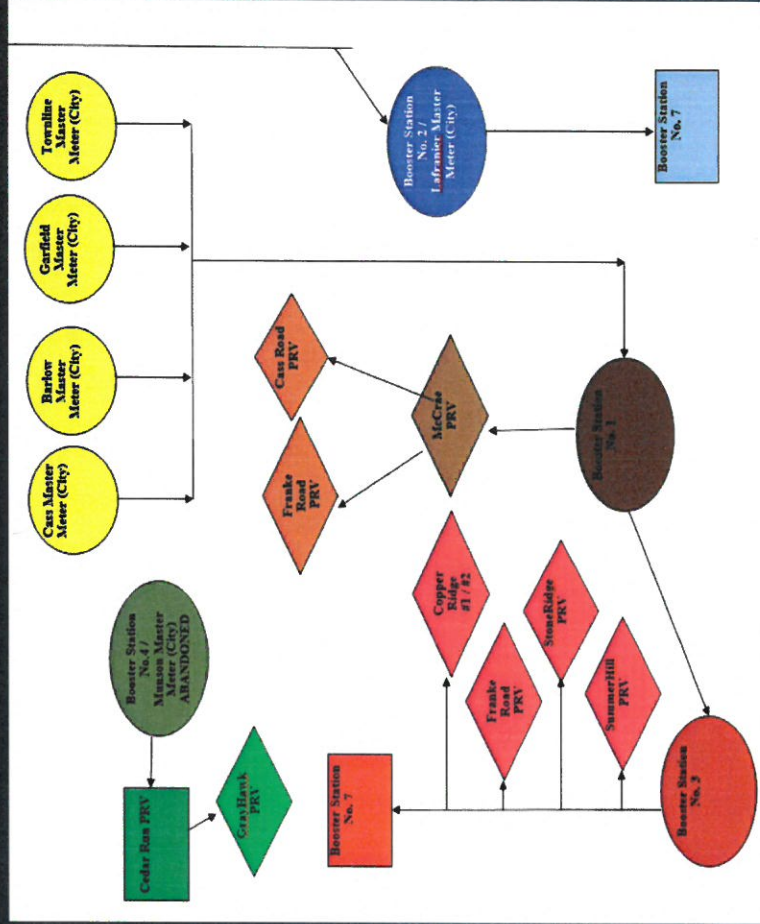 Cass Master
Meter (City)
Barlow
Master
Meter (City)
Garfield
Master
Meter (City)
Townline
Master
Meter (City)
Booster Station
No.4 /
Munson Master
Meter (City)
ABANDONED
Cedar Run PRV
GrayHawk
PRV
Franke
Road
PRV
Cass Road
PRV
McCrae
PRV
Booster Station
No. 2 /
Lafranier Master
Meter (City)
Booster Station
No. 7
Booster Station
No. 1
Booster Station
No. 7
Copper
Ridge
#1 / #2
Franke
Road
PRV
StoneRidge
PRV
SummerHill
PRV
Booster Station
No. 3